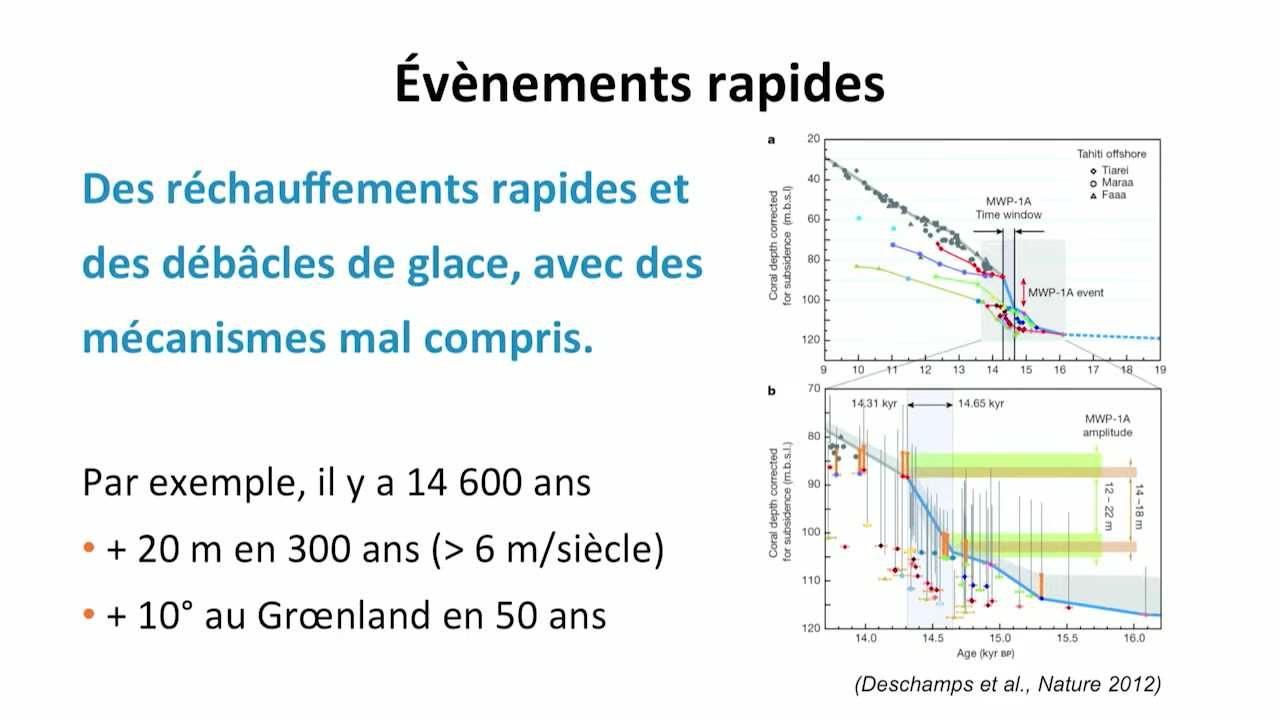 Évènements rapides
Des réchauffements rapides et
des débâcles de glace, avec des
mécanismes mal compris.
Par exemple, il y a 14 600 ans
• + 20 m en 300 ans (> 6 m/siècle)
• + 10° au Grœnland en 50 ans
a
Coral depth corrected
for subsidence (m.b.s.l)
20
40
60
80
100
120
Tahiti offshore
Tiarei
Maraa
Faaa
MWP-1A
Time window
MWP-1A event
9 10 11 12 13 14 15 16 17 18 19
b
Coral depth corrected
for subsidence (m.b.s.l.)
70
80
90
100
110
120
14.31 kyr
14.65 kyr
MWP-1A
amplitude
12 – 22 m
14 –18 m
14.0 14.5 15.0 15.5 16.0
Age (kyr BP)
(Deschamps et al., Nature 2012)